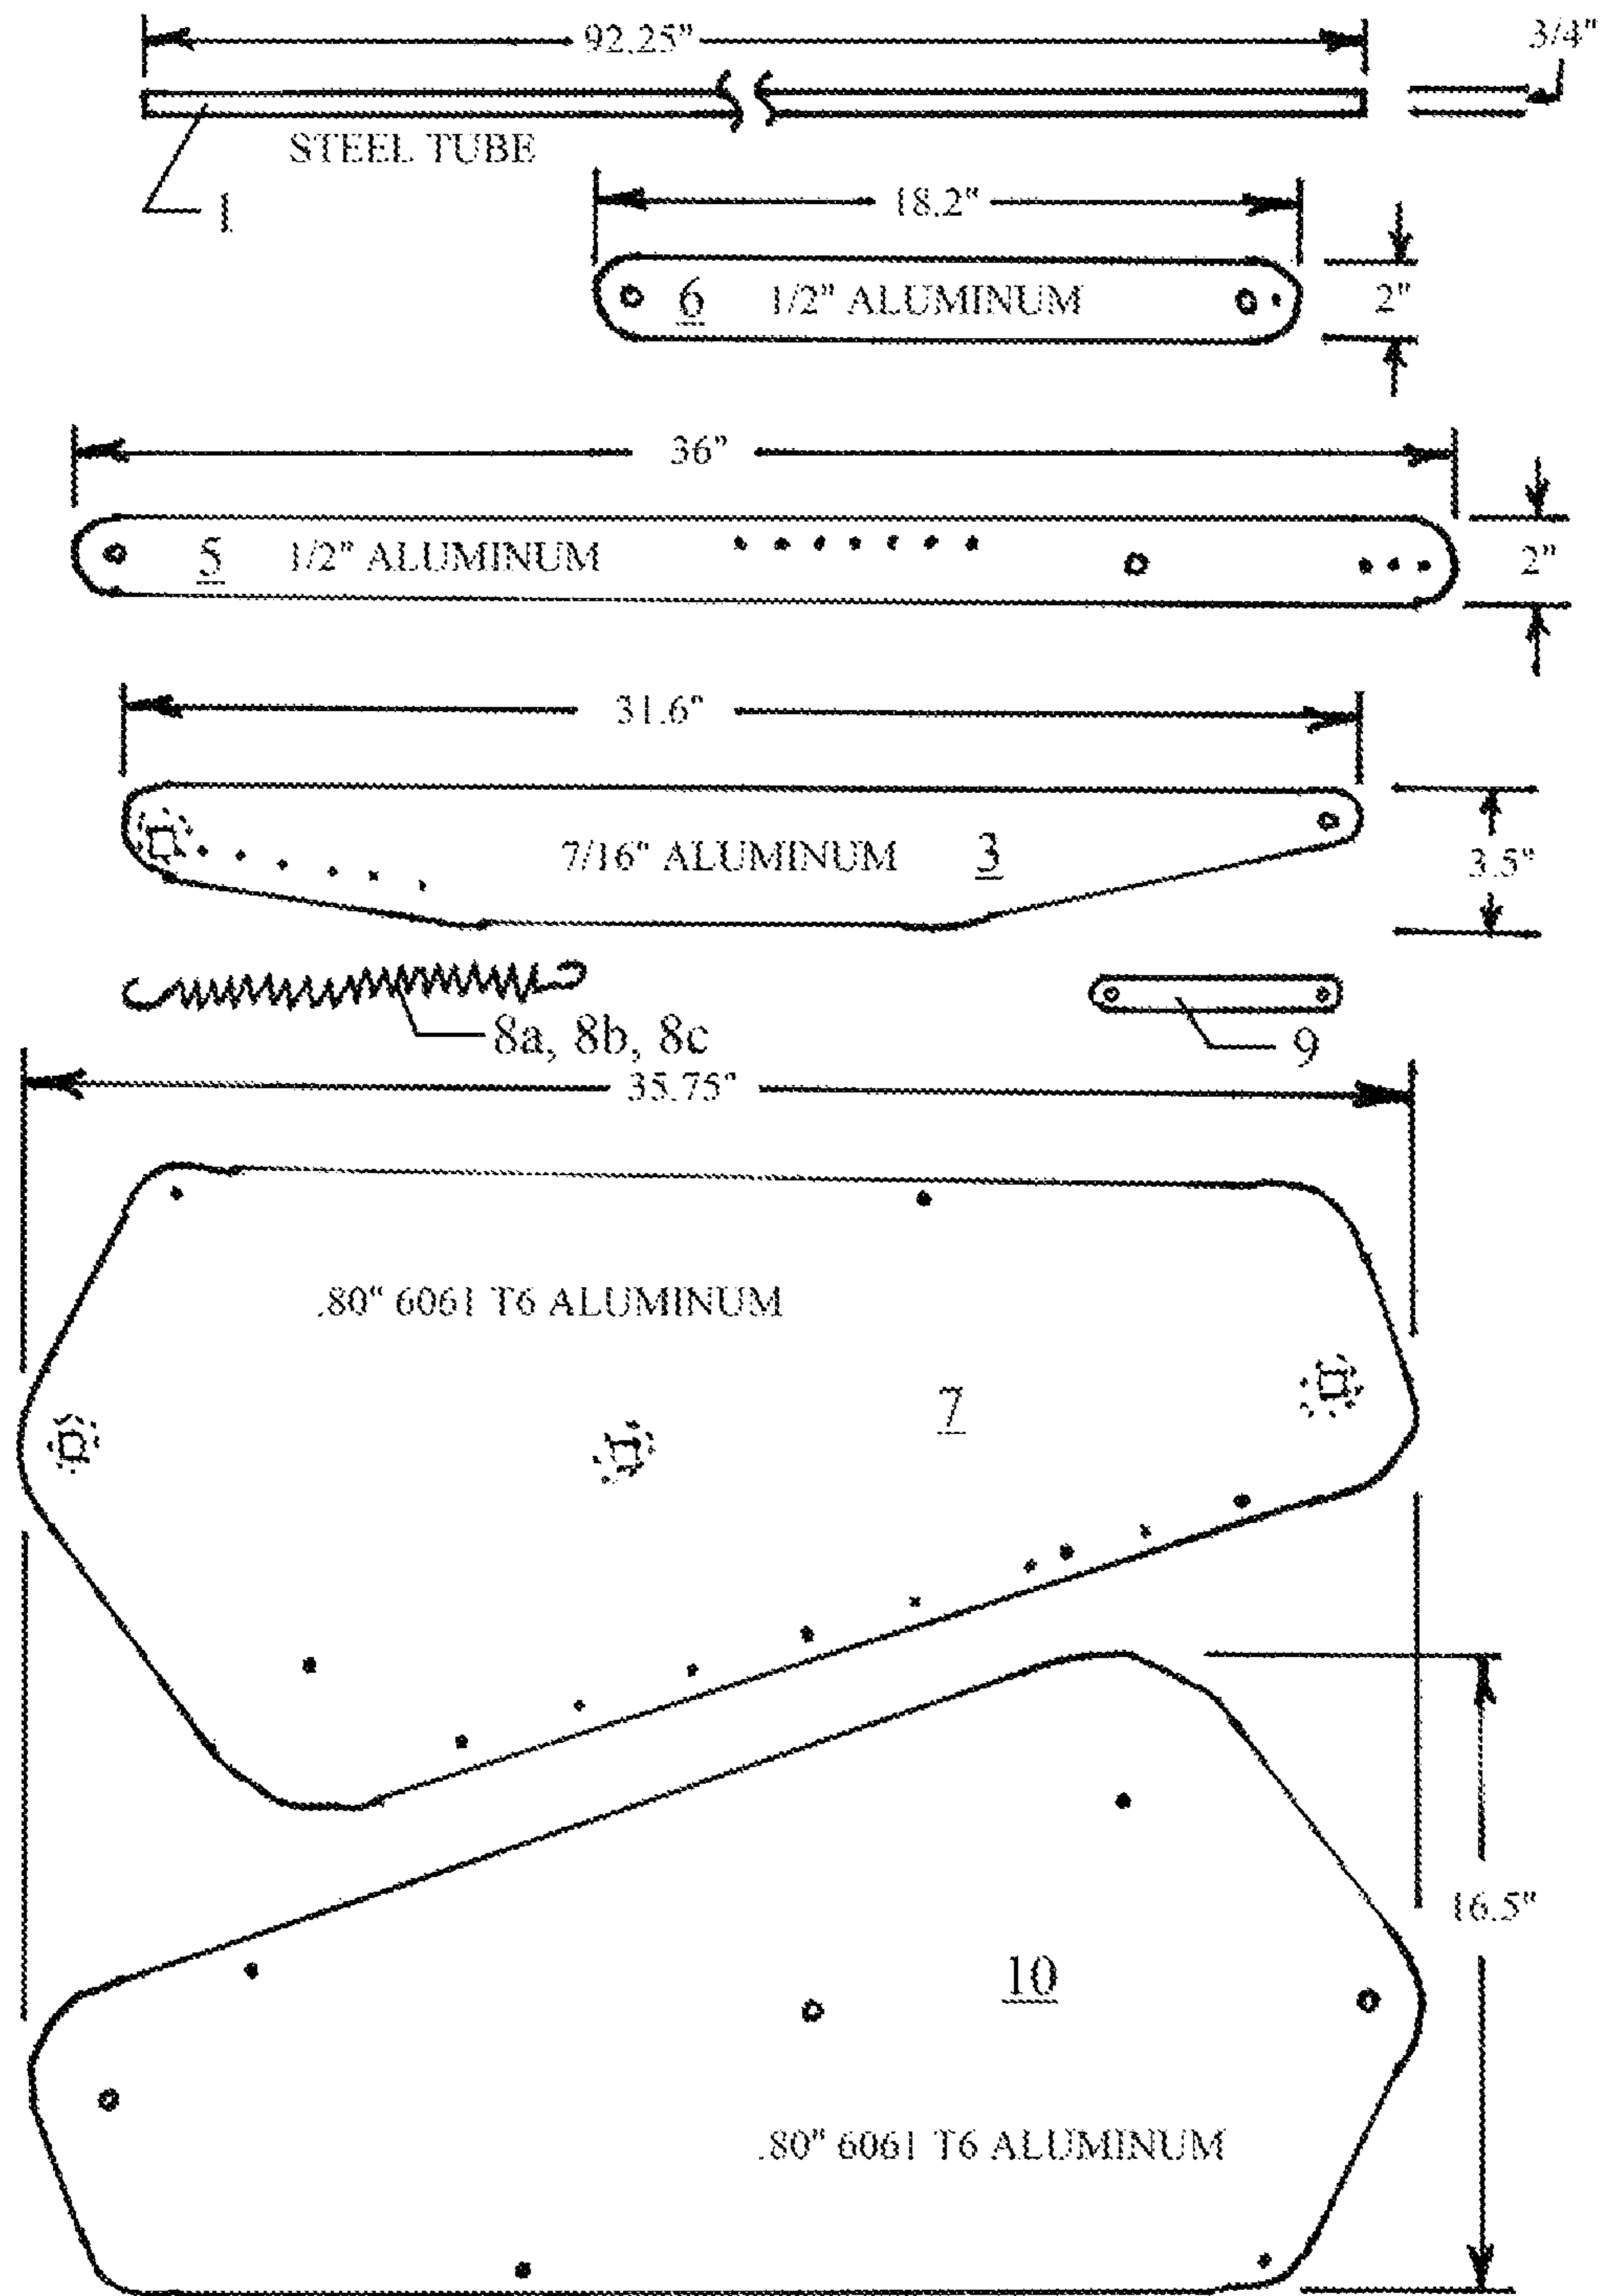 92.25"
3/4"
STEEL TUBE
1
18.2"
6 1/2" ALUMINUM
2"
36"
5 1/2" ALUMINUM
2"
31.6"
7/16" ALUMINUM 3
3.5"
8a, 8b, 8c
9
35.75"
.80" 6061 T6 ALUMINUM
7
16.5"
10
.80" 6061 T6 ALUMINUM